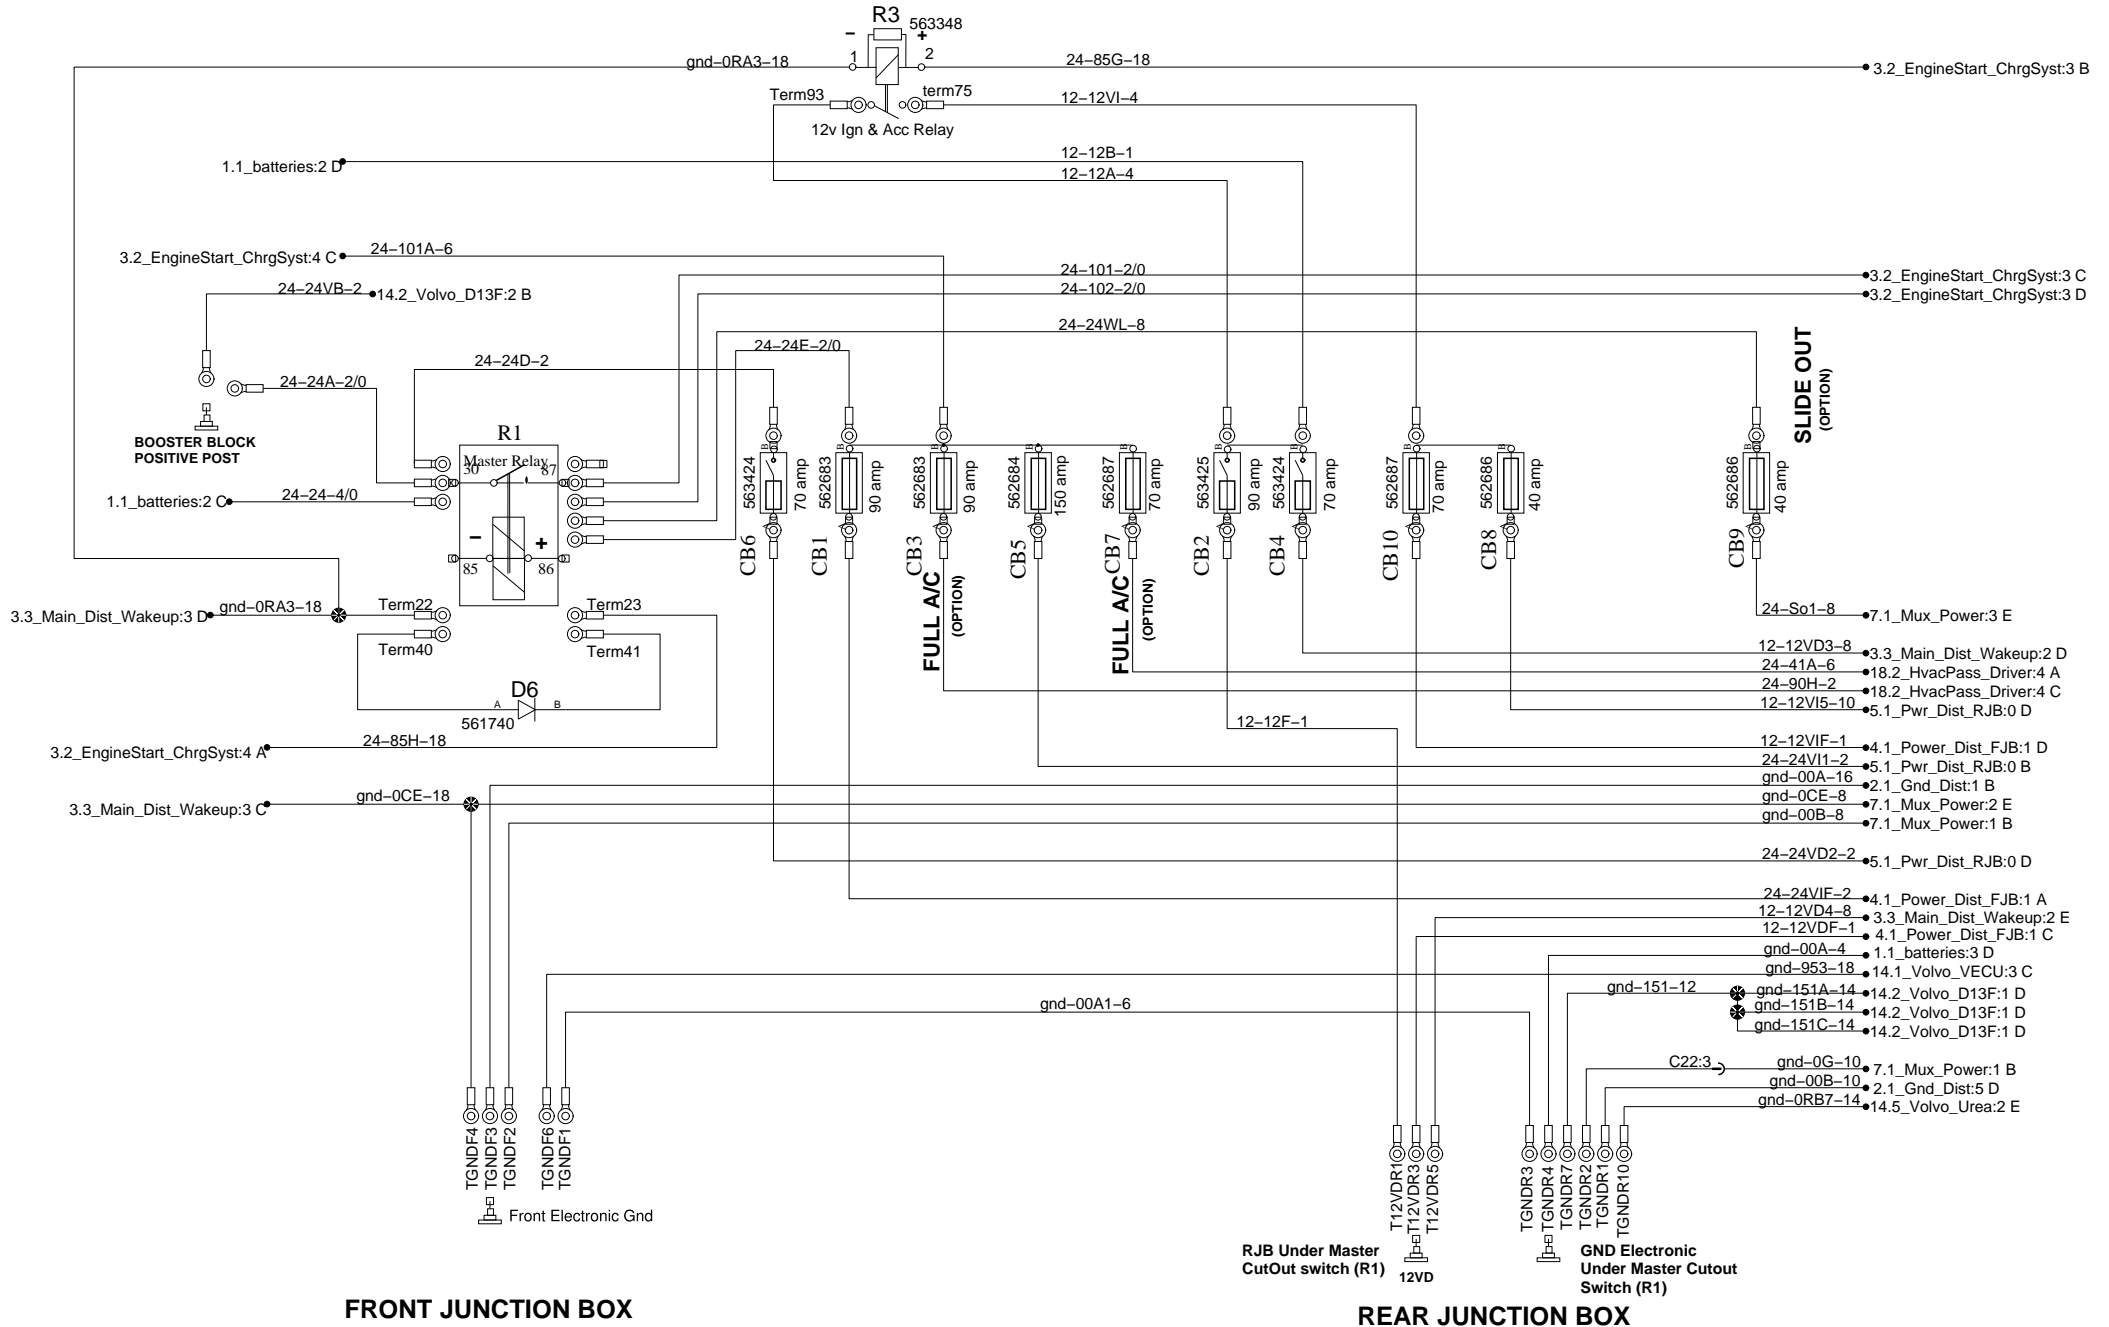 R3
563348
−
+
1
2
gnd−0RA3−18
24−85G−18
3.2_EngineStart_ChrgSyst:3 B
Term93
term75
12−12VI−4
12v Ign & Acc Relay
12−12B−1
1.1_batteries:2 D
12−12A−4
24−101A−6
3.2_EngineStart_ChrgSyst:4 C
24−101−2/0
3.2_EngineStart_ChrgSyst:3 C
24−24VB−2
14.2_Volvo_D13F:2 B
24−102−2/0
3.2_EngineStart_ChrgSyst:3 D
24−24WL−8
24−24E−2/0
24−24D−2
24−24A−2/0
SLIDE OUT
(OPTION)
BOOSTER BLOCK
POSITIVE POST
R1
Master Relay
30
87
1.1_batteries:2 C
24−24−4/0
−
+
85
86
B
563424
70 amp
CB6
B
562683
90 amp
CB1
B
562683
90 amp
CB3
FULL A/C
(OPTION)
B
562684
150 amp
CB5
B
562687
70 amp
CB7
FULL A/C
(OPTION)
B
563425
90 amp
CB2
B
563424
70 amp
CB4
B
562687
70 amp
CB10
B
562686
40 amp
CB8
B
562686
40 amp
CB9
3.3_Main_Dist_Wakeup:3 D
gnd−0RA3−18
Term22
Term23
Term40
Term41
D6
A
B
561740
24−85H−18
3.2_EngineStart_ChrgSyst:4 A
gnd−0CE−18
3.3_Main_Dist_Wakeup:3 C
24−So1−8
7.1_Mux_Power:3 E
12−12VD3−8
3.3_Main_Dist_Wakeup:2 D
24−41A−6
18.2_HvacPass_Driver:4 A
24−90H−2
18.2_HvacPass_Driver:4 C
12−12VI5−10
5.1_Pwr_Dist_RJB:0 D
12−12F−1
12−12VIF−1
4.1_Power_Dist_FJB:1 D
24−24VI1−2
5.1_Pwr_Dist_RJB:0 B
gnd−00A−16
2.1_Gnd_Dist:1 B
gnd−0CE−8
7.1_Mux_Power:2 E
gnd−00B−8
7.1_Mux_Power:1 B
24−24VD2−2
5.1_Pwr_Dist_RJB:0 D
24−24VIF−2
4.1_Power_Dist_FJB:1 A
12−12VD4−8
3.3_Main_Dist_Wakeup:2 E
12−12VDF−1
4.1_Power_Dist_FJB:1 C
gnd−00A−4
1.1_batteries:3 D
gnd−953−18
14.1_Volvo_VECU:3 C
gnd−151−12
gnd−151A−14
14.2_Volvo_D13F:1 D
gnd−00A1−6
gnd−151B−14
14.2_Volvo_D13F:1 D
gnd−151C−14
14.2_Volvo_D13F:1 D
C22:3
gnd−0G−10
7.1_Mux_Power:1 B
gnd−00B−10
2.1_Gnd_Dist:5 D
gnd−0RB7−14
14.5_Volvo_Urea:2 E
TGNDF4
TGNDF3
TGNDF2
TGNDF6
TGNDF1
Front Electronic Gnd
T12VDR1
T12VDR3
T12VDR5
TGNDR3
TGNDR4
TGNDR7
TGNDR2
TGNDR1
TGNDR10
RJB Under Master
CutOut switch (R1)
12VD
GND Electronic
Under Master Cutout
Switch (R1)
FRONT JUNCTION BOX
REAR JUNCTION BOX